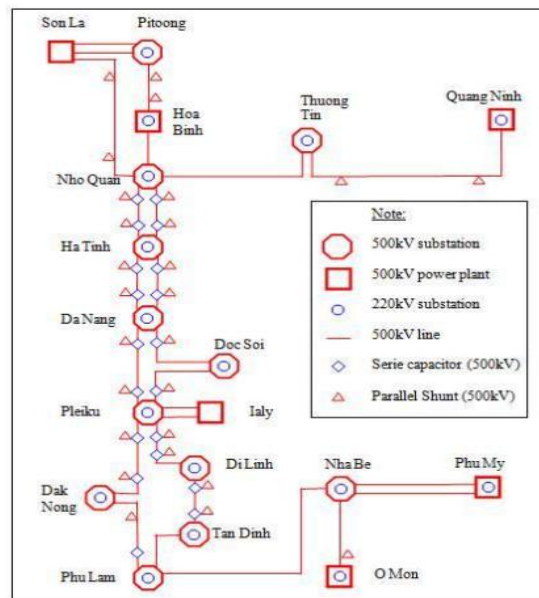 Son La
Pitoong
Hoa
Binh
Thuong
Tin
Quang Ninh
Nho Quan
Ha Tinh
Da Nang
Doc Soi
Pleiku
Ialy
Di Linh
Dak
Nong
Tan Dinh
Phu Lam
Nha Be
Phu My
O Mon
Note:
500kV substation
500kV power plant
220kV substation
500kV line
Serie capacitor (500kV)
Parallel Shunt (500kV)